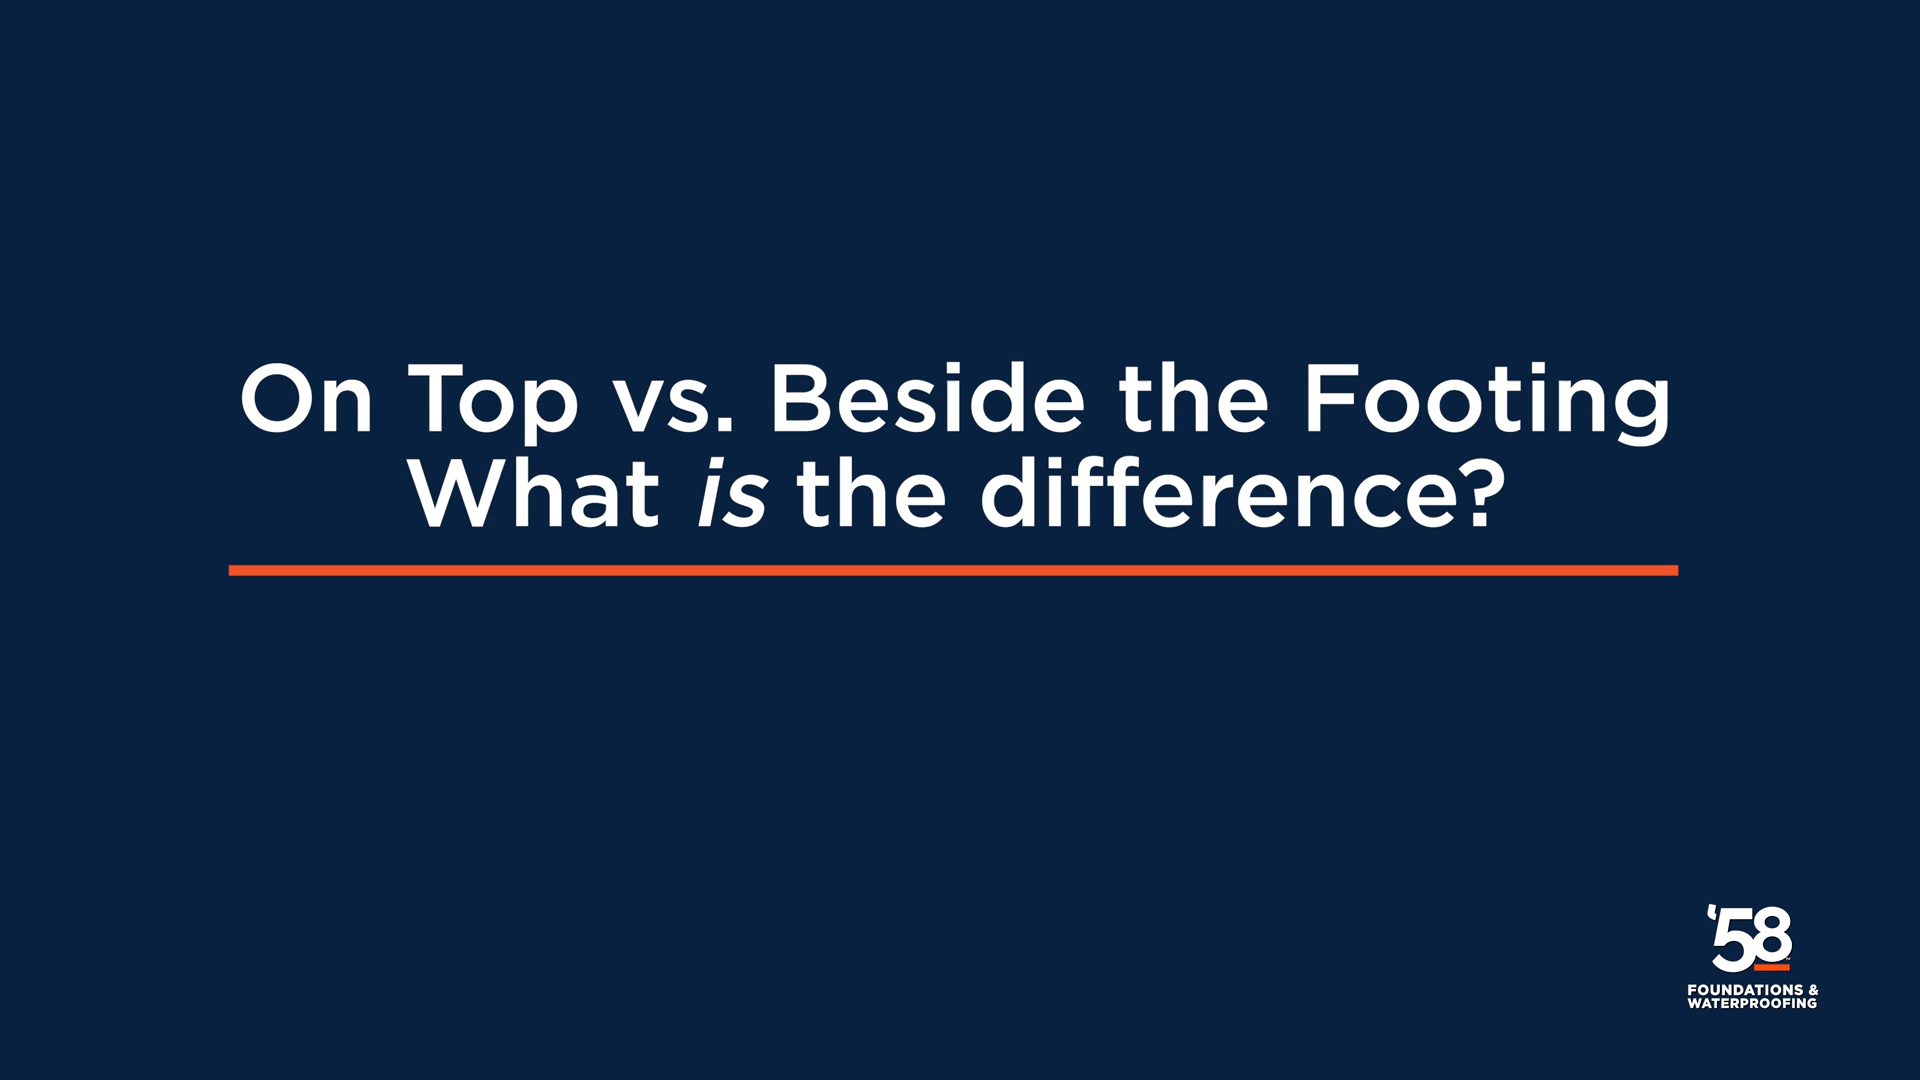 On Top vs. Beside the Footing
What is the difference?
'58
FOUNDATIONS &
WATERPROOFING